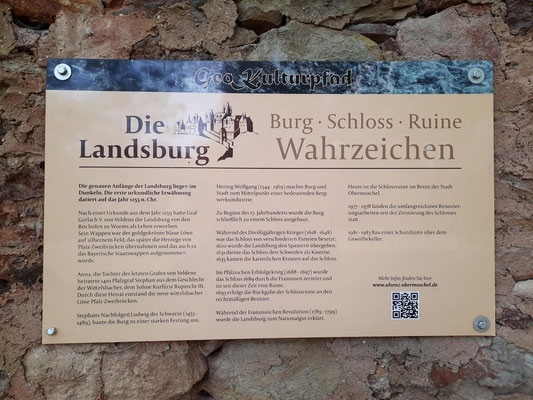 Geo Kulturpfad
Die
Landsburg
Burg · Schloss · Ruine
Wahrzeichen
Die genauen Anfänge der Landsburg liegen im
Dunkeln. Die erste urkundliche Erwähnung
datiert auf das Jahr 1255 n. Chr.
Nach einer Urkunde aus dem Jahr 1259 hatte Graf
Gerlach V. von Veldenz die Landsburg von den
Bischöfen zu Worms als Lehen erworben.
Sein Wappen war der goldgekrönte blaue Löwe
auf silbernem Feld, das später die Herzöge von
Pfalz-Zweibrücken übernahmen und das auch in
das Bayerische Staatswappen aufgenommen
wurde.
Anna, die Tochter des letzten Grafen von Veldenz
heiratete 1410 Pfalzgraf Stephan aus dem Geschlecht
der Wittelsbacher, dem Sohne Kurfürst Ruprecht III.
Durch diese Heirat entstand die neue wittelsbacher
Linie Pfalz-Zweibrücken.
Stephans Nachfolger Ludwig der Schwarze (1453 -
1489), baute die Burg zu einer starken Festung aus.
Herzog Wolfgang (1544 - 1569) machte Burg und
Stadt zum Mittelpunkt einer bedeutenden Berg-
werksindustrie.
Zu Beginn des 17. Jahrhunderts wurde die Burg
schließlich zu einem Schloss ausgebaut.
Während des Dreißigjährigen Krieges (1618 - 1648)
war das Schloss von verschiedenen Parteien besetzt:
1620 wurde die Landsburg den Spaniern übergeben,
1631 diente das Schloss den Schweden als Kaserne
1635 kamen die kaiserlichen Kroaten auf das Schloss.
Im Pfälzischen Erbfolgekrieg (1688 - 1697) wurde
das Schloss 1689 durch die Franzosen zerstört und
ist seit dieser Zeit eine Ruine.
1694 erfolgt die Rückgabe der Schlossruine an den
rechtmäßigen Besitzer.
Während der Französischen Revolution (1789 - 1799)
wurde die Landsburg zum Nationalgut erklärt.
Heute ist die Schlossruine im Besitz der Stadt
Obermoschel.
1977 - 1978 fanden die umfangreichsten Renovier-
ungsarbeiten seit der Zerstörung des Schlosses
statt.
1981 - 1983 Bau einer Schutzhütte über dem
Gewölbekeller.
Mehr Infos finden Sie hier
www.alsenz-obermoschel.de